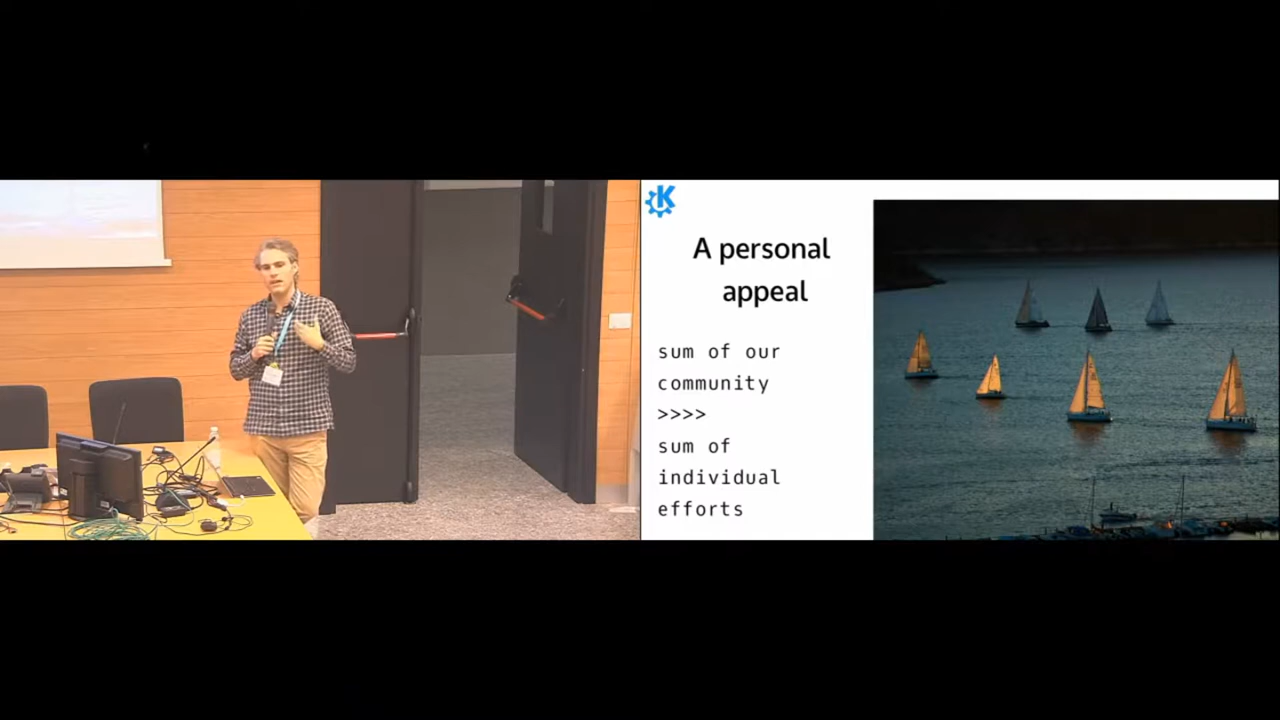 A personal
appeal
sum of our
community
>>>>
sum of
individual
efforts